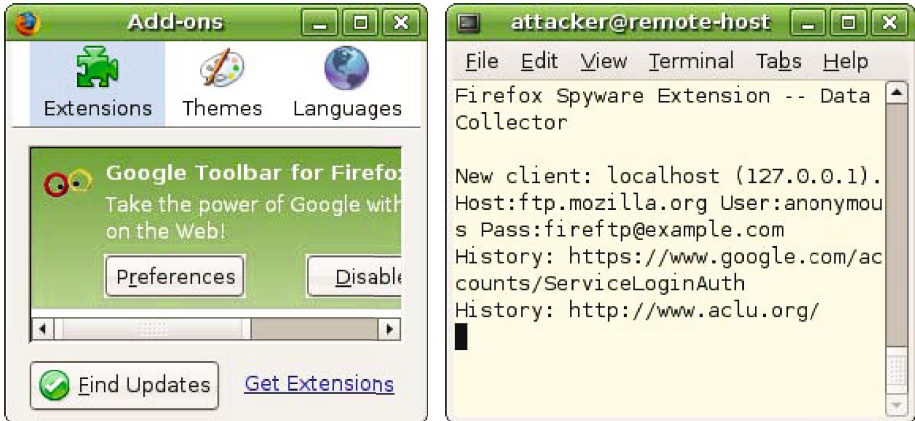 Add-ons
Extensions Themes Languages
Google Toolbar for Firefo
Take the power of Google with
on the Web!
Preferences Disable
Find Updates Get Extensions
attacker@remote-host
File Edit View Terminal Tabs Help
Firefox Spyware Extension -- Data
Collector
New client: localhost (127.0.0.1).
Host:ftp.mozilla.org User:anonymou
s Pass:fireftp@example.com
History: https://www.google.com/ac
counts/ServiceLoginAuth
History: http://www.aclu.org/